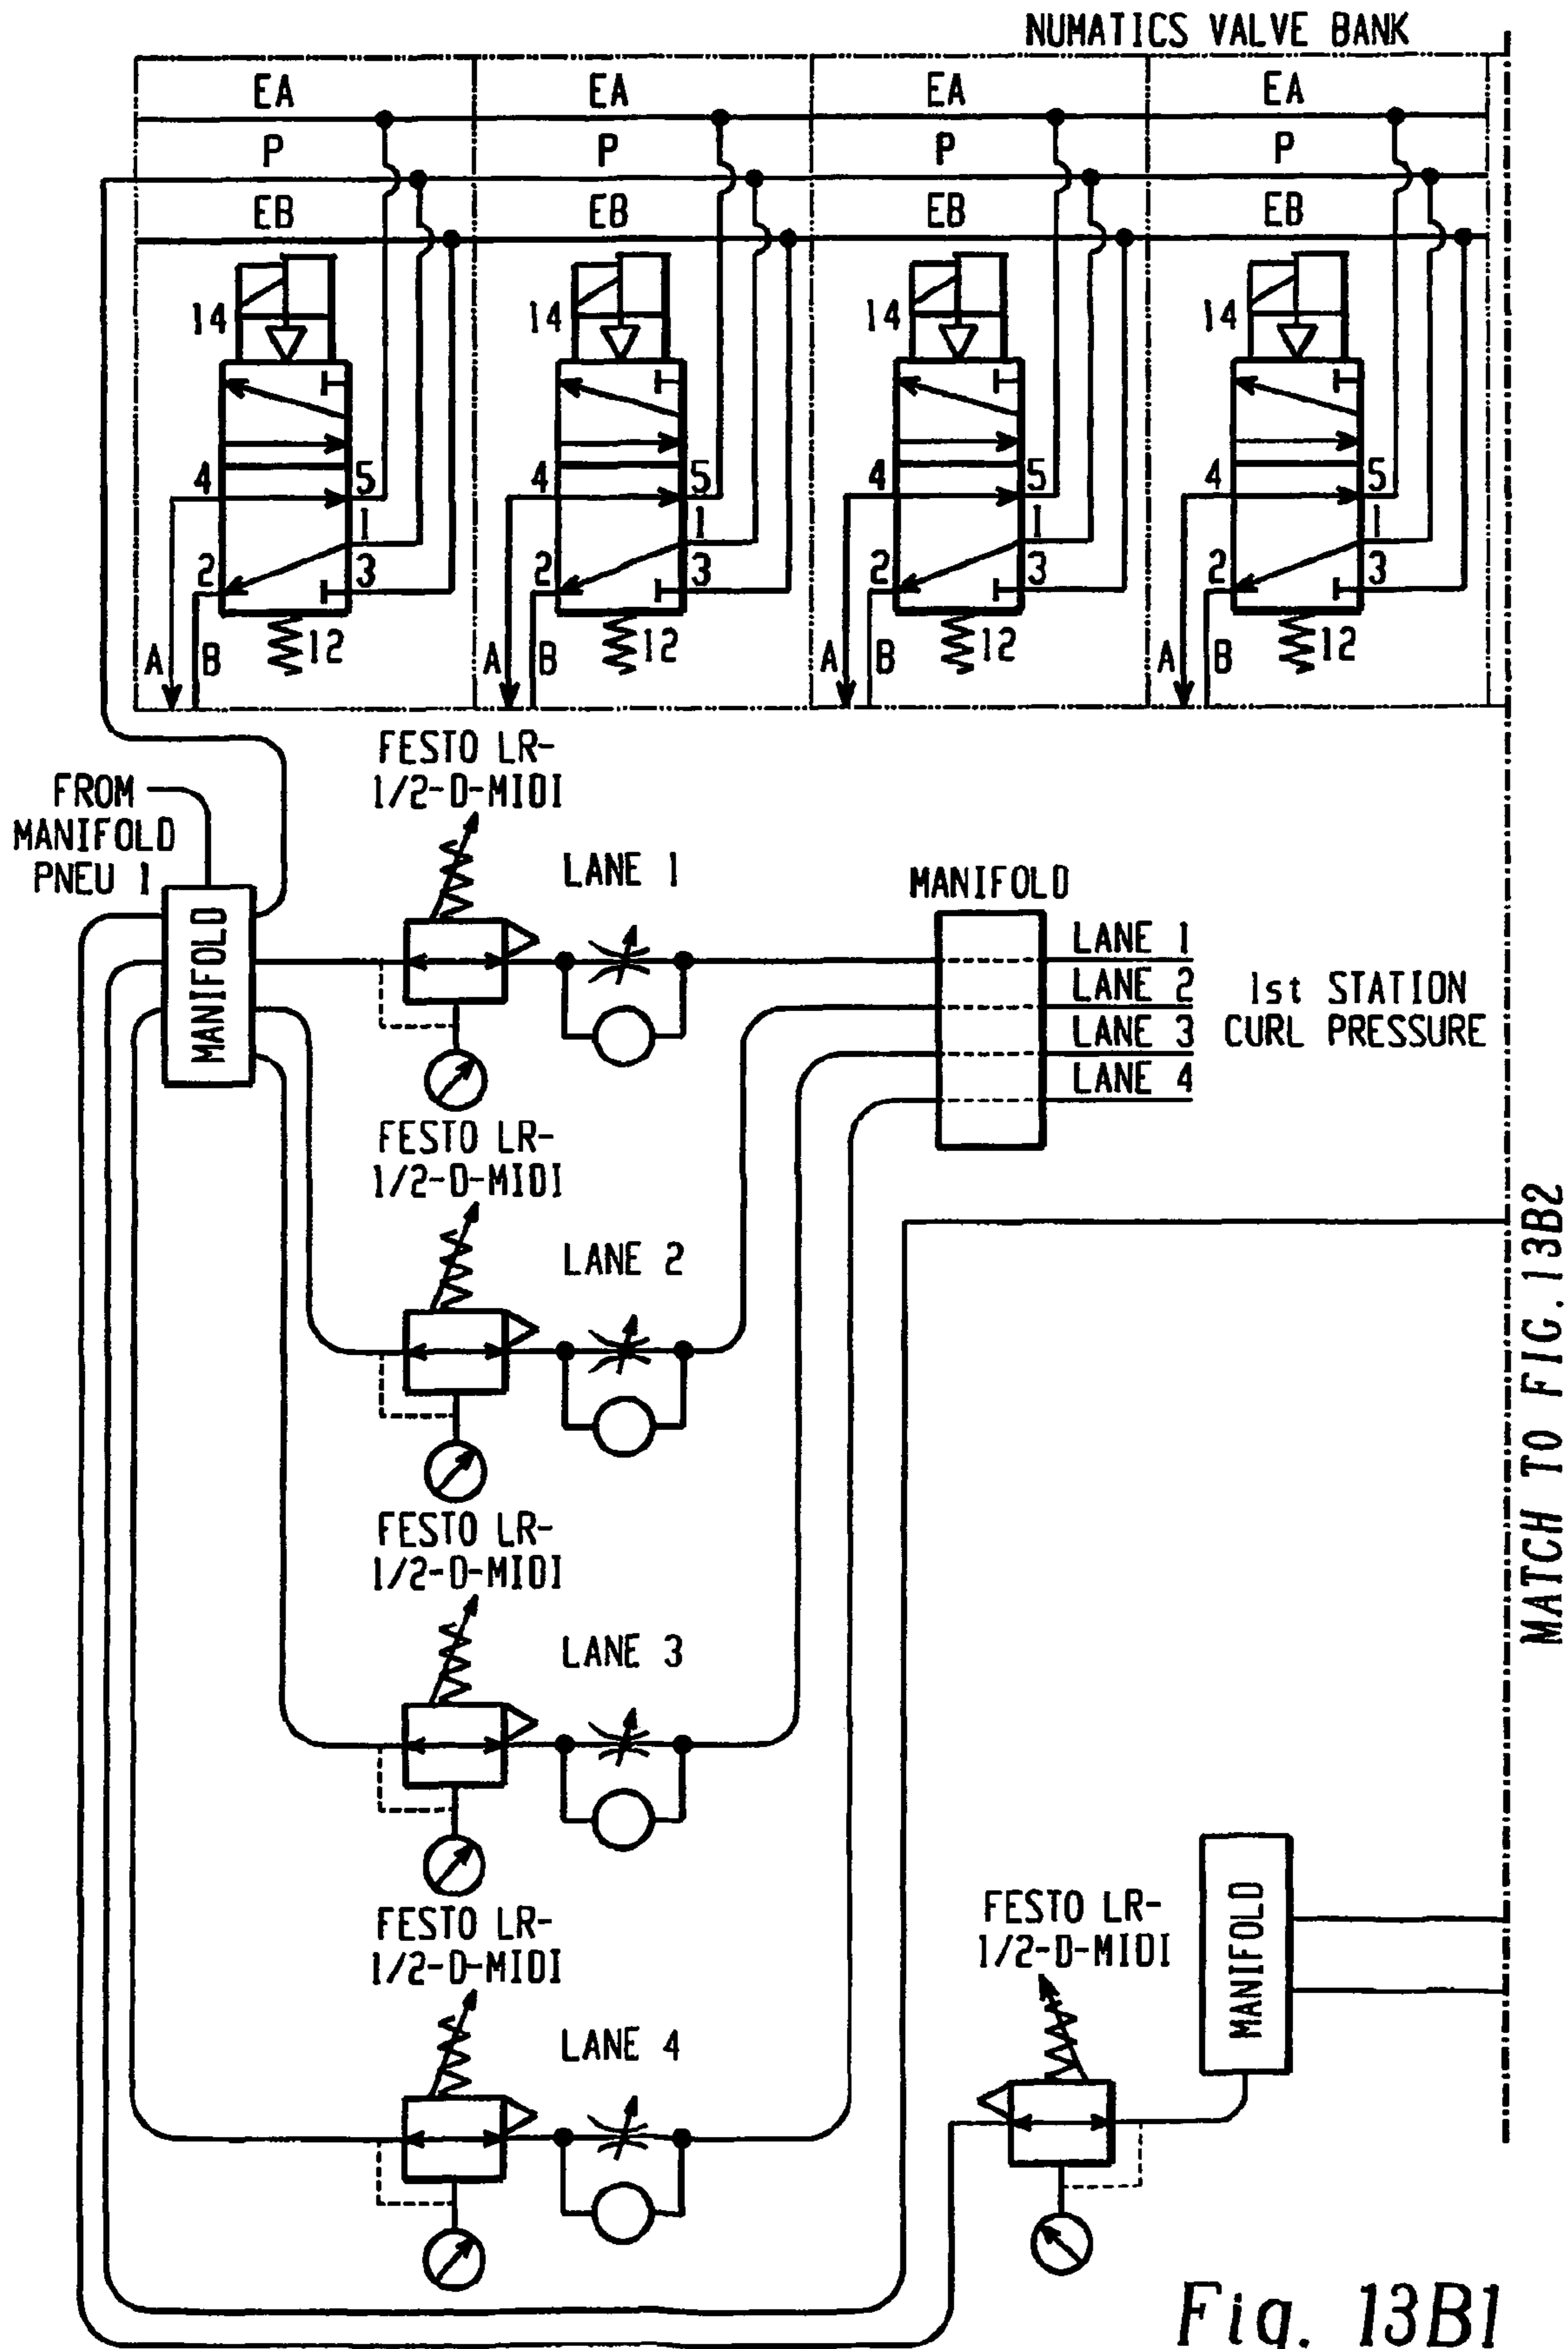 NUMATICS VALVE BANK
EA EA EA EA
P P P P
EB EB EB EB
14 14 14 14
4 5 4 5 4 5 4 5
1 1 1 1
2 3 2 3 2 3 2 3
A B 12 A B 12 A B 12 A B 12
FROM
MANIFOLD
PNEU 1
MANIFOLD
FESTO LR-
1/2-D-MIDI
LANE 1
MANIFOLD
LANE 1
LANE 2
LANE 3
LANE 4
1st STATION
CURL PRESSURE
FESTO LR-
1/2-D-MIDI
LANE 2
FESTO LR-
1/2-D-MIDI
LANE 3
FESTO LR-
1/2-D-MIDI
LANE 4
FESTO LR-
1/2-D-MIDI
MANIFOLD
MATCH TO FIG. 13B2
Fig. 13B1